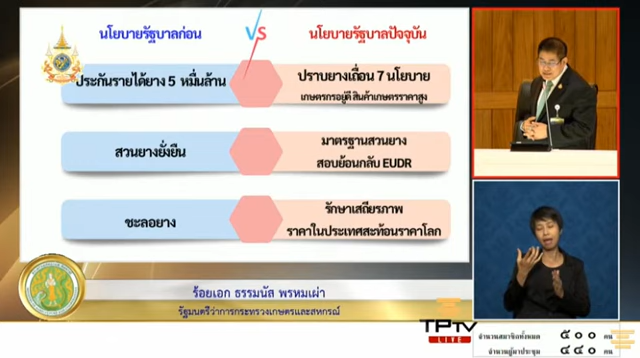 นโยบายรัฐบาลก่อน
VS
นโยบายรัฐบาลปัจจุบัน
ประกันรายได้ยาง 5 หมื่นล้าน
ปราบยางเถื่อน 7 นโยบาย
เกษตรกรอยู่ดี สินค้าเกษตรราคาสูง
สวนยางยั่งยืน
มาตรฐานสวนยาง
สอบย้อนกลับ EUDR
ชะลอยาง
รักษาเสถียรภาพ
ราคาในประเทศสะท้อนราคาโลก
ร้อยเอก ธรรมนัส พรหมเผ่า
รัฐมนตรีว่าการกระทรวงเกษตรและสหกรณ์
TPTV
LIVE
จำนวนสมาชิกทั้งหมด ๕๐๐ คน
จำนวนผู้มาประชุม ๔๔๐ คน